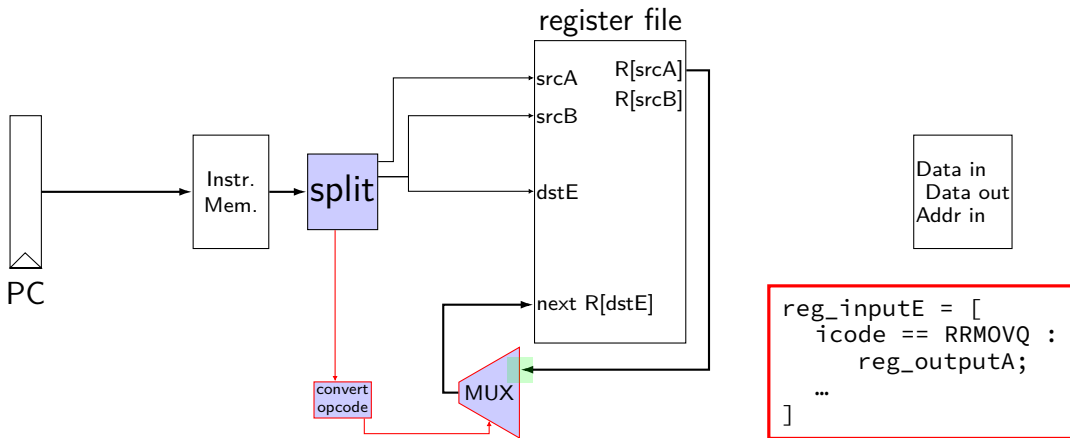 register file
srcA
R[srcA]
R[srcB]
srcB
Instr.
Mem.
split
dstE
Data in
Data out
Addr in
PC
next R[dstE]
reg_inputE = [
icode == RRMOVQ :
reg_outputA;
…
]
convert
opcode
MUX